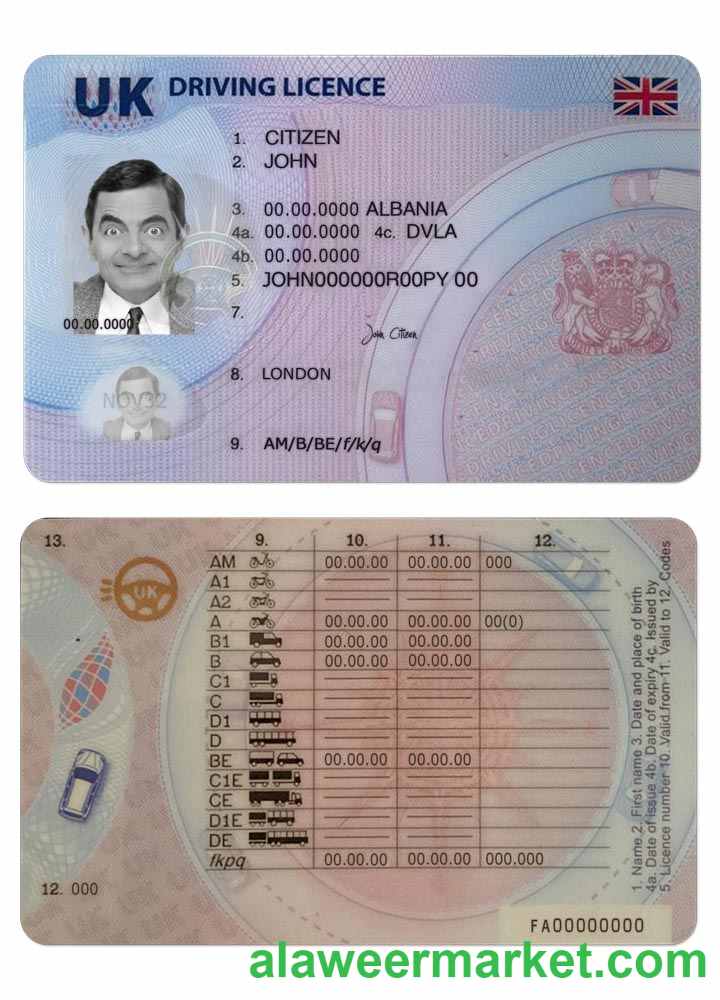 UK DRIVING LICENCE
1. CITIZEN
2. JOHN
3. 00.00.0000 ALBANIA
4a. 00.00.0000 4c. DVLA
4b. 00.00.0000
5. JOHN000000R00PY 00
00.00.0000
7.
John Citizen
8. LONDON
NOV32
9. AM/B/BE/f/k/q
13.
9. 10. 11. 12.
UK
AM 00.00.00 00.00.00 000
A1
A2
A 00.00.00 00.00.00 00(0)
B1 00.00.00 00.00.00
B 00.00.00 00.00.00
C1
C
D1
D
BE 00.00.00 00.00.00
C1E
CE
D1E
DE
fkpq 00.00.00 00.00.00 000.000
12. 000
1. Name 2. First name 3. Date and place of birth
4a. Date of issue 4b. Date of expiry 4c. Issued by
5. Licence number 10. Valid from 11. Valid to 12. Codes
FA00000000
alaweermarket.com